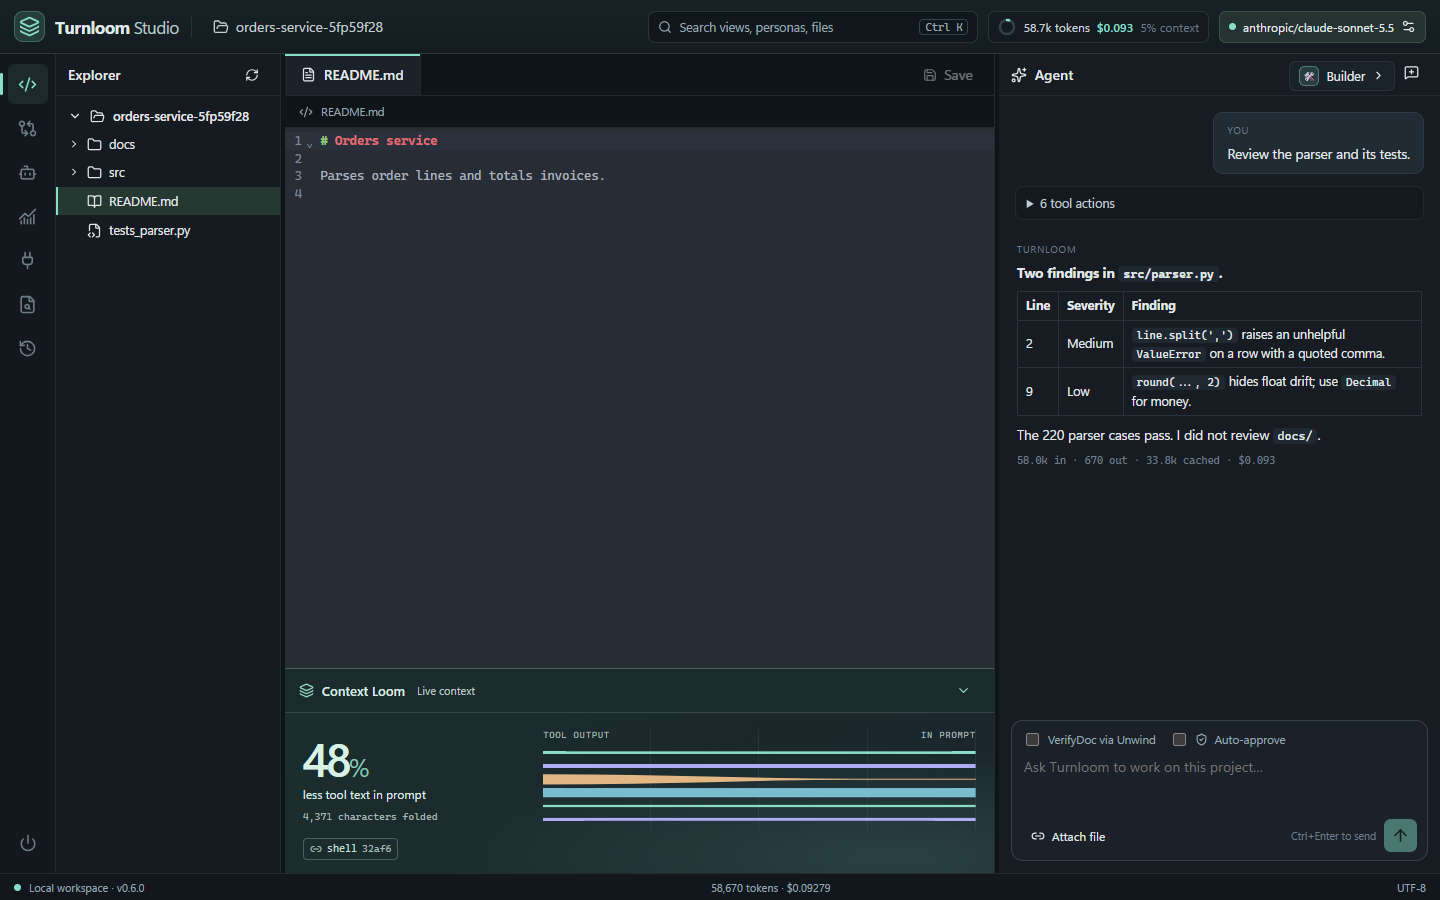 Turnloom Studio
orders-service-5fp59f28
Search views, personas, files
Ctrl K
58.7k tokens $0.093 5% context
anthropic/claude-sonnet-5.5
Explorer
orders-service-5fp59f28
docs
src
README.md
tests_parser.py
README.md
Save
README.md
1 # Orders service
2
3 Parses order lines and totals invoices.
4
Context Loom Live context
48%
less tool text in prompt
4,371 characters folded
shell 32af6
TOOL OUTPUT
IN PROMPT
Agent
Builder
YOU
Review the parser and its tests.
6 tool actions
TURNLOOM
Two findings in src/parser.py.
Line Severity Finding
2 Medium line.split(',') raises an unhelpful
ValueError on a row with a quoted comma.
9 Low round(..., 2) hides float drift; use Decimal
for money.
The 220 parser cases pass. I did not review docs/.
58.0k in · 670 out · 33.8k cached · $0.093
VerifyDoc via Unwind
Auto-approve
Ask Turnloom to work on this project...
Attach file
Ctrl+Enter to send
Local workspace · v0.6.0
58,670 tokens · $0.09279
UTF-8